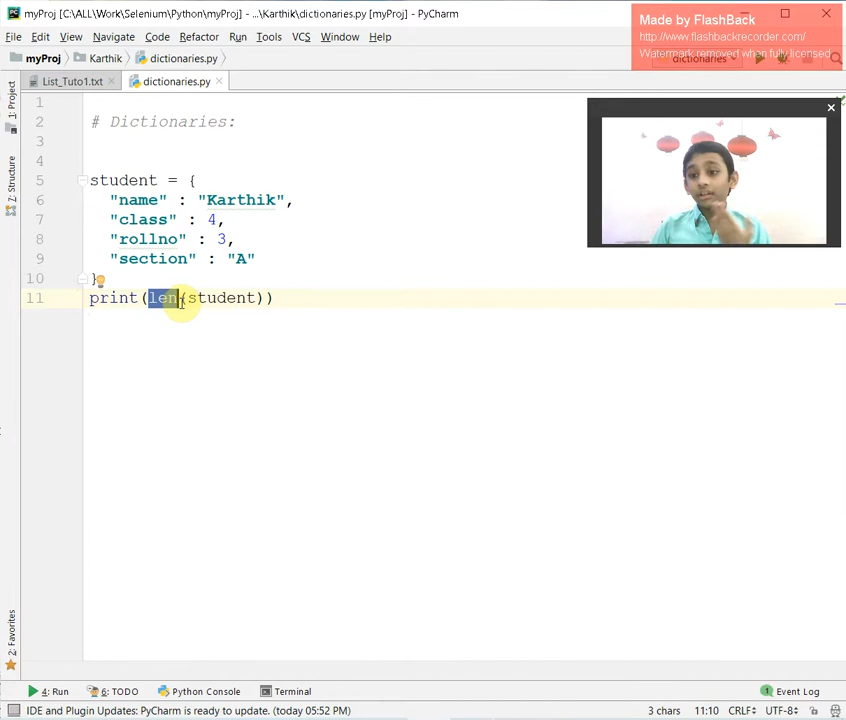 myProj [C:\ALL\Work\Selenium\Python\myProj] - ...\Karthik\dictionaries.py [myProj] - PyCharm
Made by FlashBack
http://www.flashbackrecorder.com/
Watermark removed when fully licensed
File Edit View Navigate Code Refactor Run Tools VCS Window Help
myProj Karthik dictionaries.py dictionaries
List_Tuto1.txt dictionaries.py
1: Project
7: Structure
2: Favorites
1
2 # Dictionaries:
3
4
5 student = {
6 "name" : "Karthik",
7 "class" : 4,
8 "rollno" : 3,
9 "section" : "A"
10 }
11 print(len(student))
4: Run 6: TODO Python Console Terminal 1 Event Log
IDE and Plugin Updates: PyCharm is ready to update. (today 05:52 PM) 3 chars 11:10 CRLF UTF-8